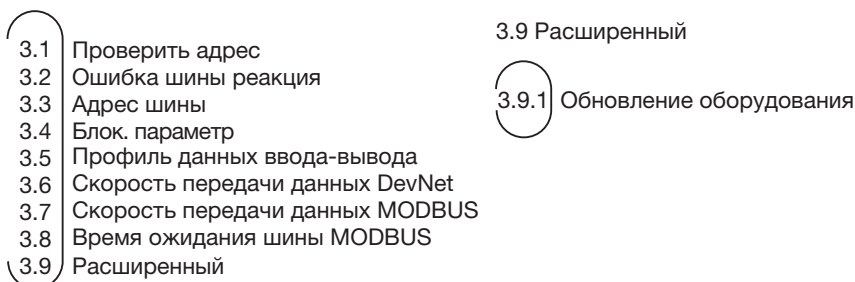 3.1 Проверить адрес
3.2 Ошибка шины реакция
3.3 Адрес шины
3.4 Блок. параметр
3.5 Профиль данных ввода-вывода
3.6 Скорость передачи данных DevNet
3.7 Скорость передачи данных MODBUS
3.8 Время ожидания шины MODBUS
3.9 Расширенный
3.9 Расширенный
3.9.1 Обновление оборудования